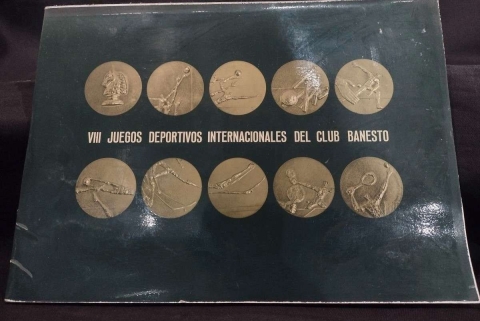 VIII JUEGOS DEPORTIVOS INTERNACIONALES DEL CLUB BANESTO